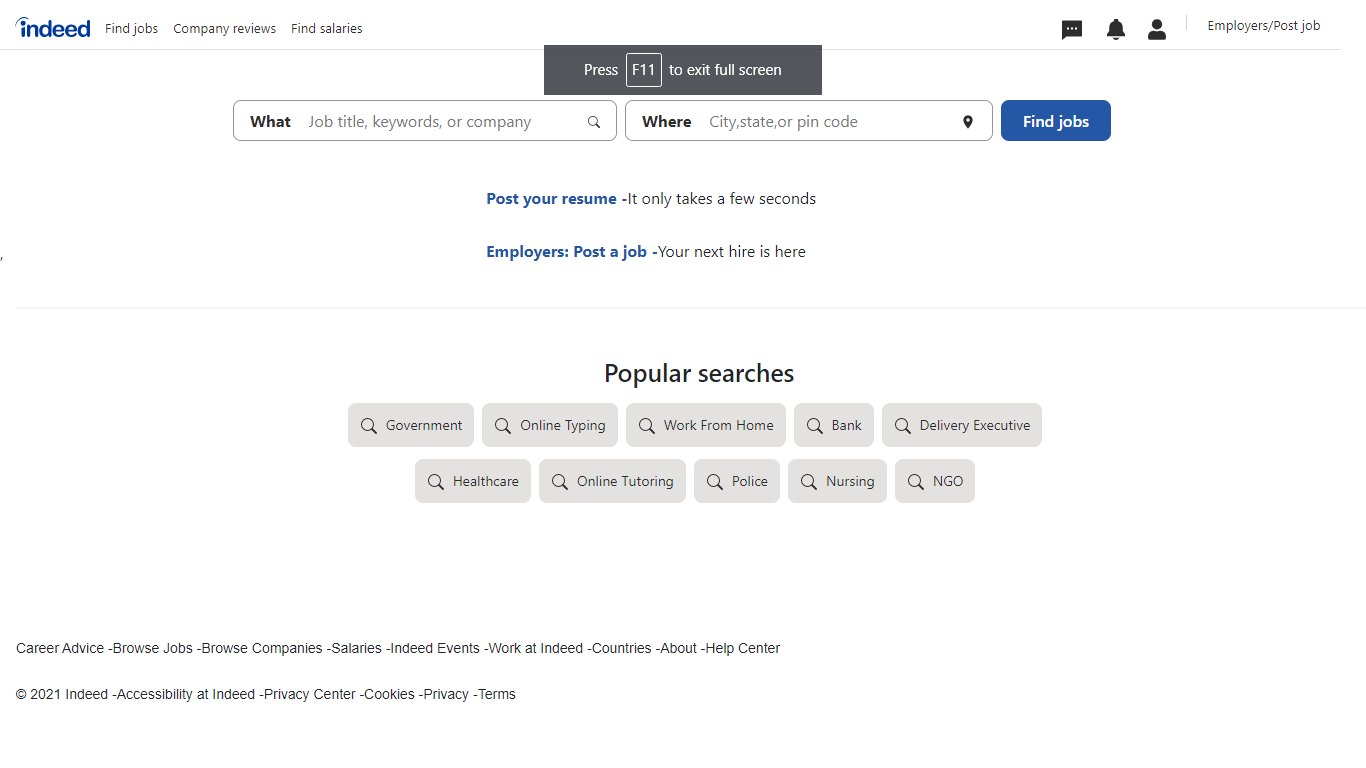 indeed Find jobs Company reviews Find salaries Employers/Post job
Press F11 to exit full screen
What Job title, keywords, or company Where City,state,or pin code Find jobs
Post your resume -It only takes a few seconds
Employers: Post a job -Your next hire is here
,
Popular searches
Government Online Typing Work From Home Bank Delivery Executive
Healthcare Online Tutoring Police Nursing NGO
Career Advice -Browse Jobs -Browse Companies -Salaries -Indeed Events -Work at Indeed -Countries -About -Help Center
© 2021 Indeed -Accessibility at Indeed -Privacy Center -Cookies -Privacy -Terms